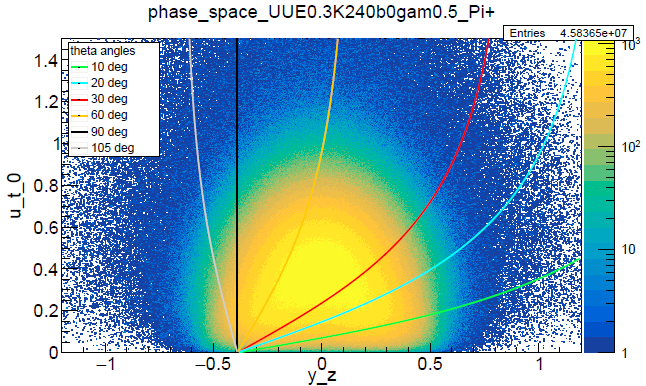 phase_space_UUE0.3K240b0gam0.5_Pi+
Entries 4.58365e+07
theta angles
10 deg
20 deg
30 deg
60 deg
90 deg
105 deg
u_t_0
1.4
1.2
1
0.8
0.6
0.4
0.2
0
−1
−0.5
0
0.5
1
y_z
10³
10²
10
1